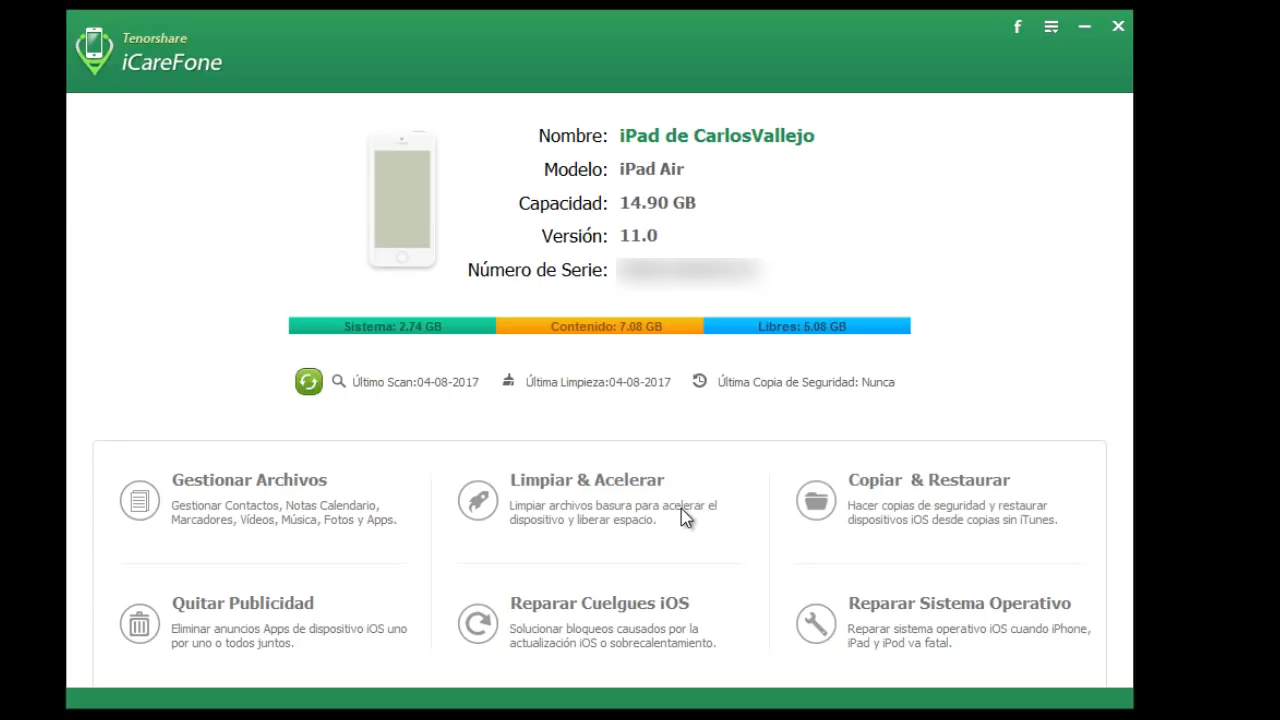 Tenorshare
iCareFone
f
Nombre: iPad de CarlosVallejo
Modelo: iPad Air
Capacidad: 14.90 GB
Versión: 11.0
Número de Serie:
Sistema: 2.74 GB Contenido: 7.08 GB Libres: 5.08 GB
Último Scan:04-08-2017 Última Limpieza:04-08-2017 Última Copia de Seguridad: Nunca
Gestionar Archivos
Gestionar Contactos, Notas Calendario,
Marcadores, Vídeos, Música, Fotos y Apps.
Limpiar & Acelerar
Limpiar archivos basura para acelerar el
dispositivo y liberar espacio.
Copiar & Restaurar
Hacer copias de seguridad y restaurar
dispositivos iOS desde copias sin iTunes.
Quitar Publicidad
Eliminar anuncios Apps de dispositivo iOS uno
por uno o todos juntos.
Reparar Cuelgues iOS
Solucionar bloqueos causados por la
actualización iOS o sobrecalentamiento.
Reparar Sistema Operativo
Reparar sistema operativo iOS cuando iPhone,
iPad y iPod va fatal.